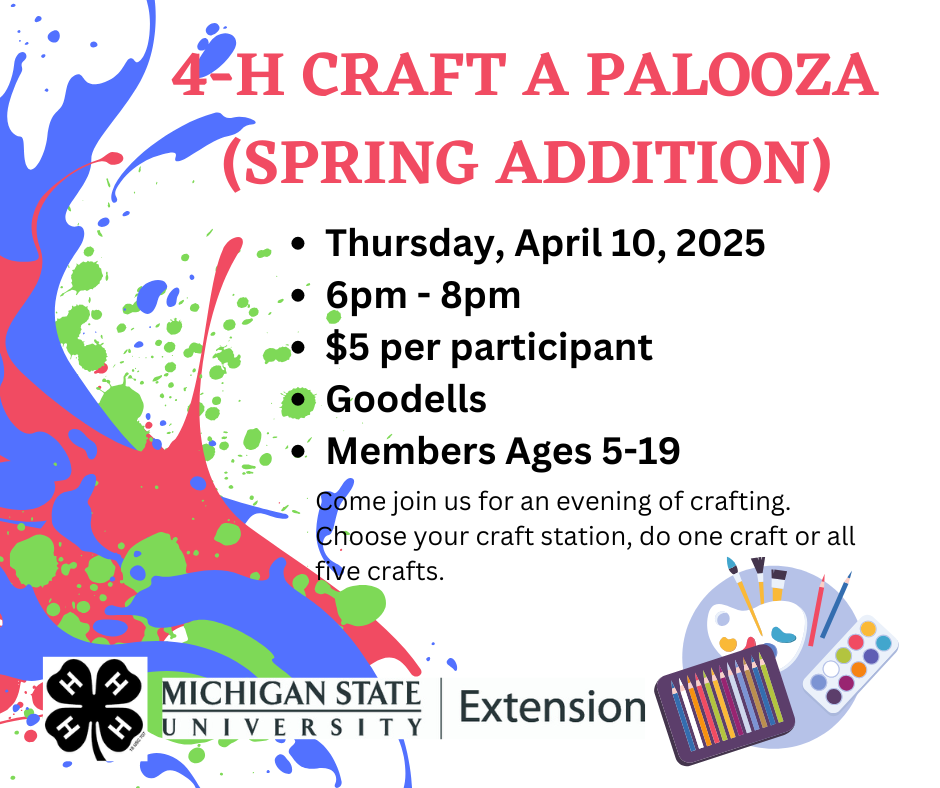 4-H CRAFT A PALOOZA
(SPRING ADDITION)
• Thursday, April 10, 2025
• 6pm - 8pm
• $5 per participant
• Goodells
• Members Ages 5-19
Come join us for an evening of crafting.
Choose your craft station, do one craft or all
five crafts.
H H
H H
MICHIGAN STATE
UNIVERSITY
Extension